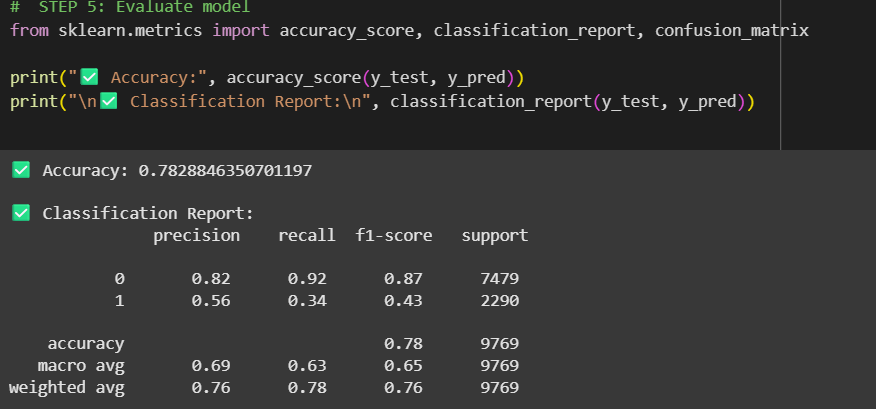 #  STEP 5: Evaluate model
from sklearn.metrics import accuracy_score, classification_report, confusion_matrix
print("✅ Accuracy:", accuracy_score(y_test, y_pred))
print("\n✅ Classification Report:\n", classification_report(y_test, y_pred))
✅ Accuracy: 0.7828846350701197
✅ Classification Report:
precision    recall  f1-score   support
0       0.82      0.92      0.87      7479
1       0.56      0.34      0.43      2290
accuracy                           0.78      9769
macro avg       0.69      0.63      0.65      9769
weighted avg       0.76      0.78      0.76      9769